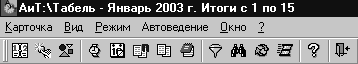 АиТ:\Табель - Январь 2003 г. Итоги с 1 по 15
Карточка Вид Режим Автоведение Окно ?